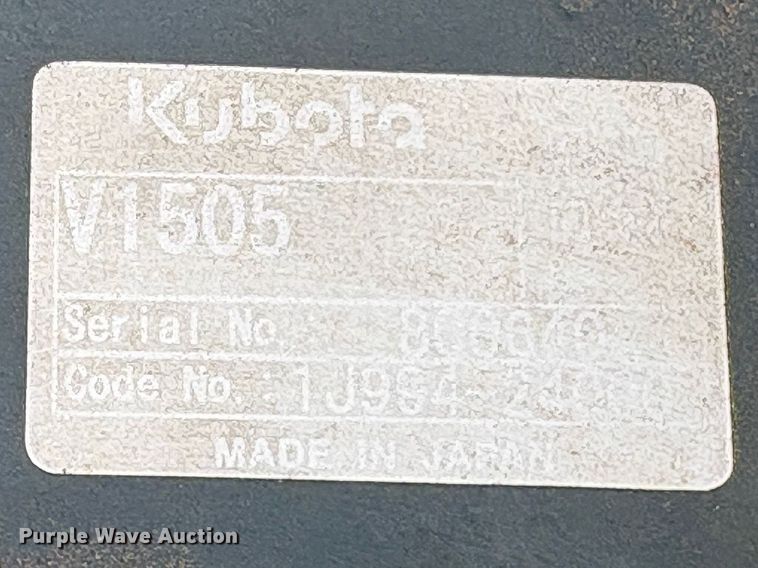 Kubota
V1505
Serial No.:
Code No.:
MADE IN JAPAN
Purple Wave Auction